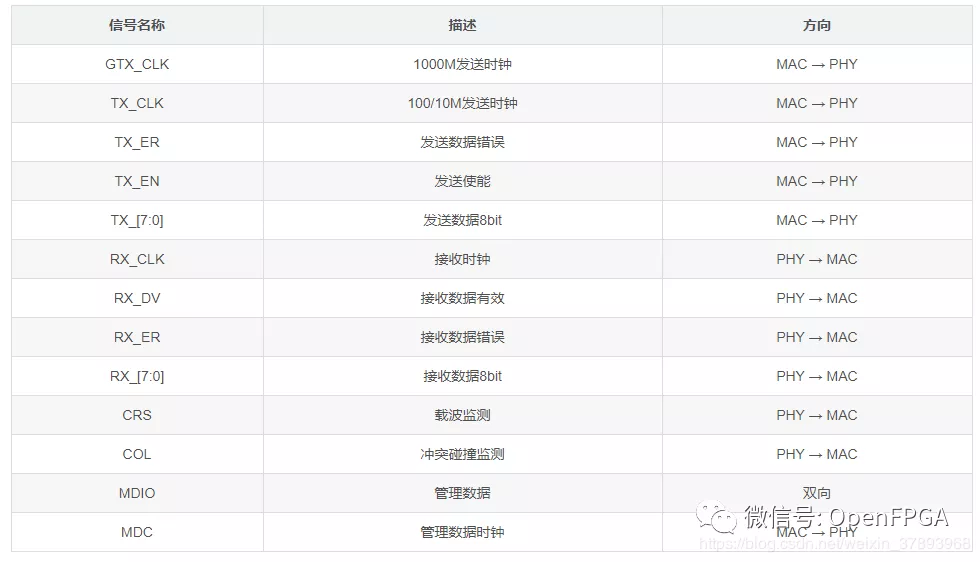 信号名称 描述 方向
GTX_CLK 1000M发送时钟 MAC → PHY
TX_CLK 100/10M发送时钟 MAC → PHY
TX_ER 发送数据错误 MAC → PHY
TX_EN 发送使能 MAC → PHY
TX_[7:0] 发送数据8bit MAC → PHY
RX_CLK 接收时钟 PHY → MAC
RX_DV 接收数据有效 PHY → MAC
RX_ER 接收数据错误 PHY → MAC
RX_[7:0] 接收数据8bit PHY → MAC
CRS 载波监测 PHY → MAC
COL 冲突碰撞监测 PHY → MAC
MDIO 管理数据 双向
微信号: OpenFPGA
MDC 管理数据时钟 MAC → PHY
https://blog.csdn.net/weixin_37893968